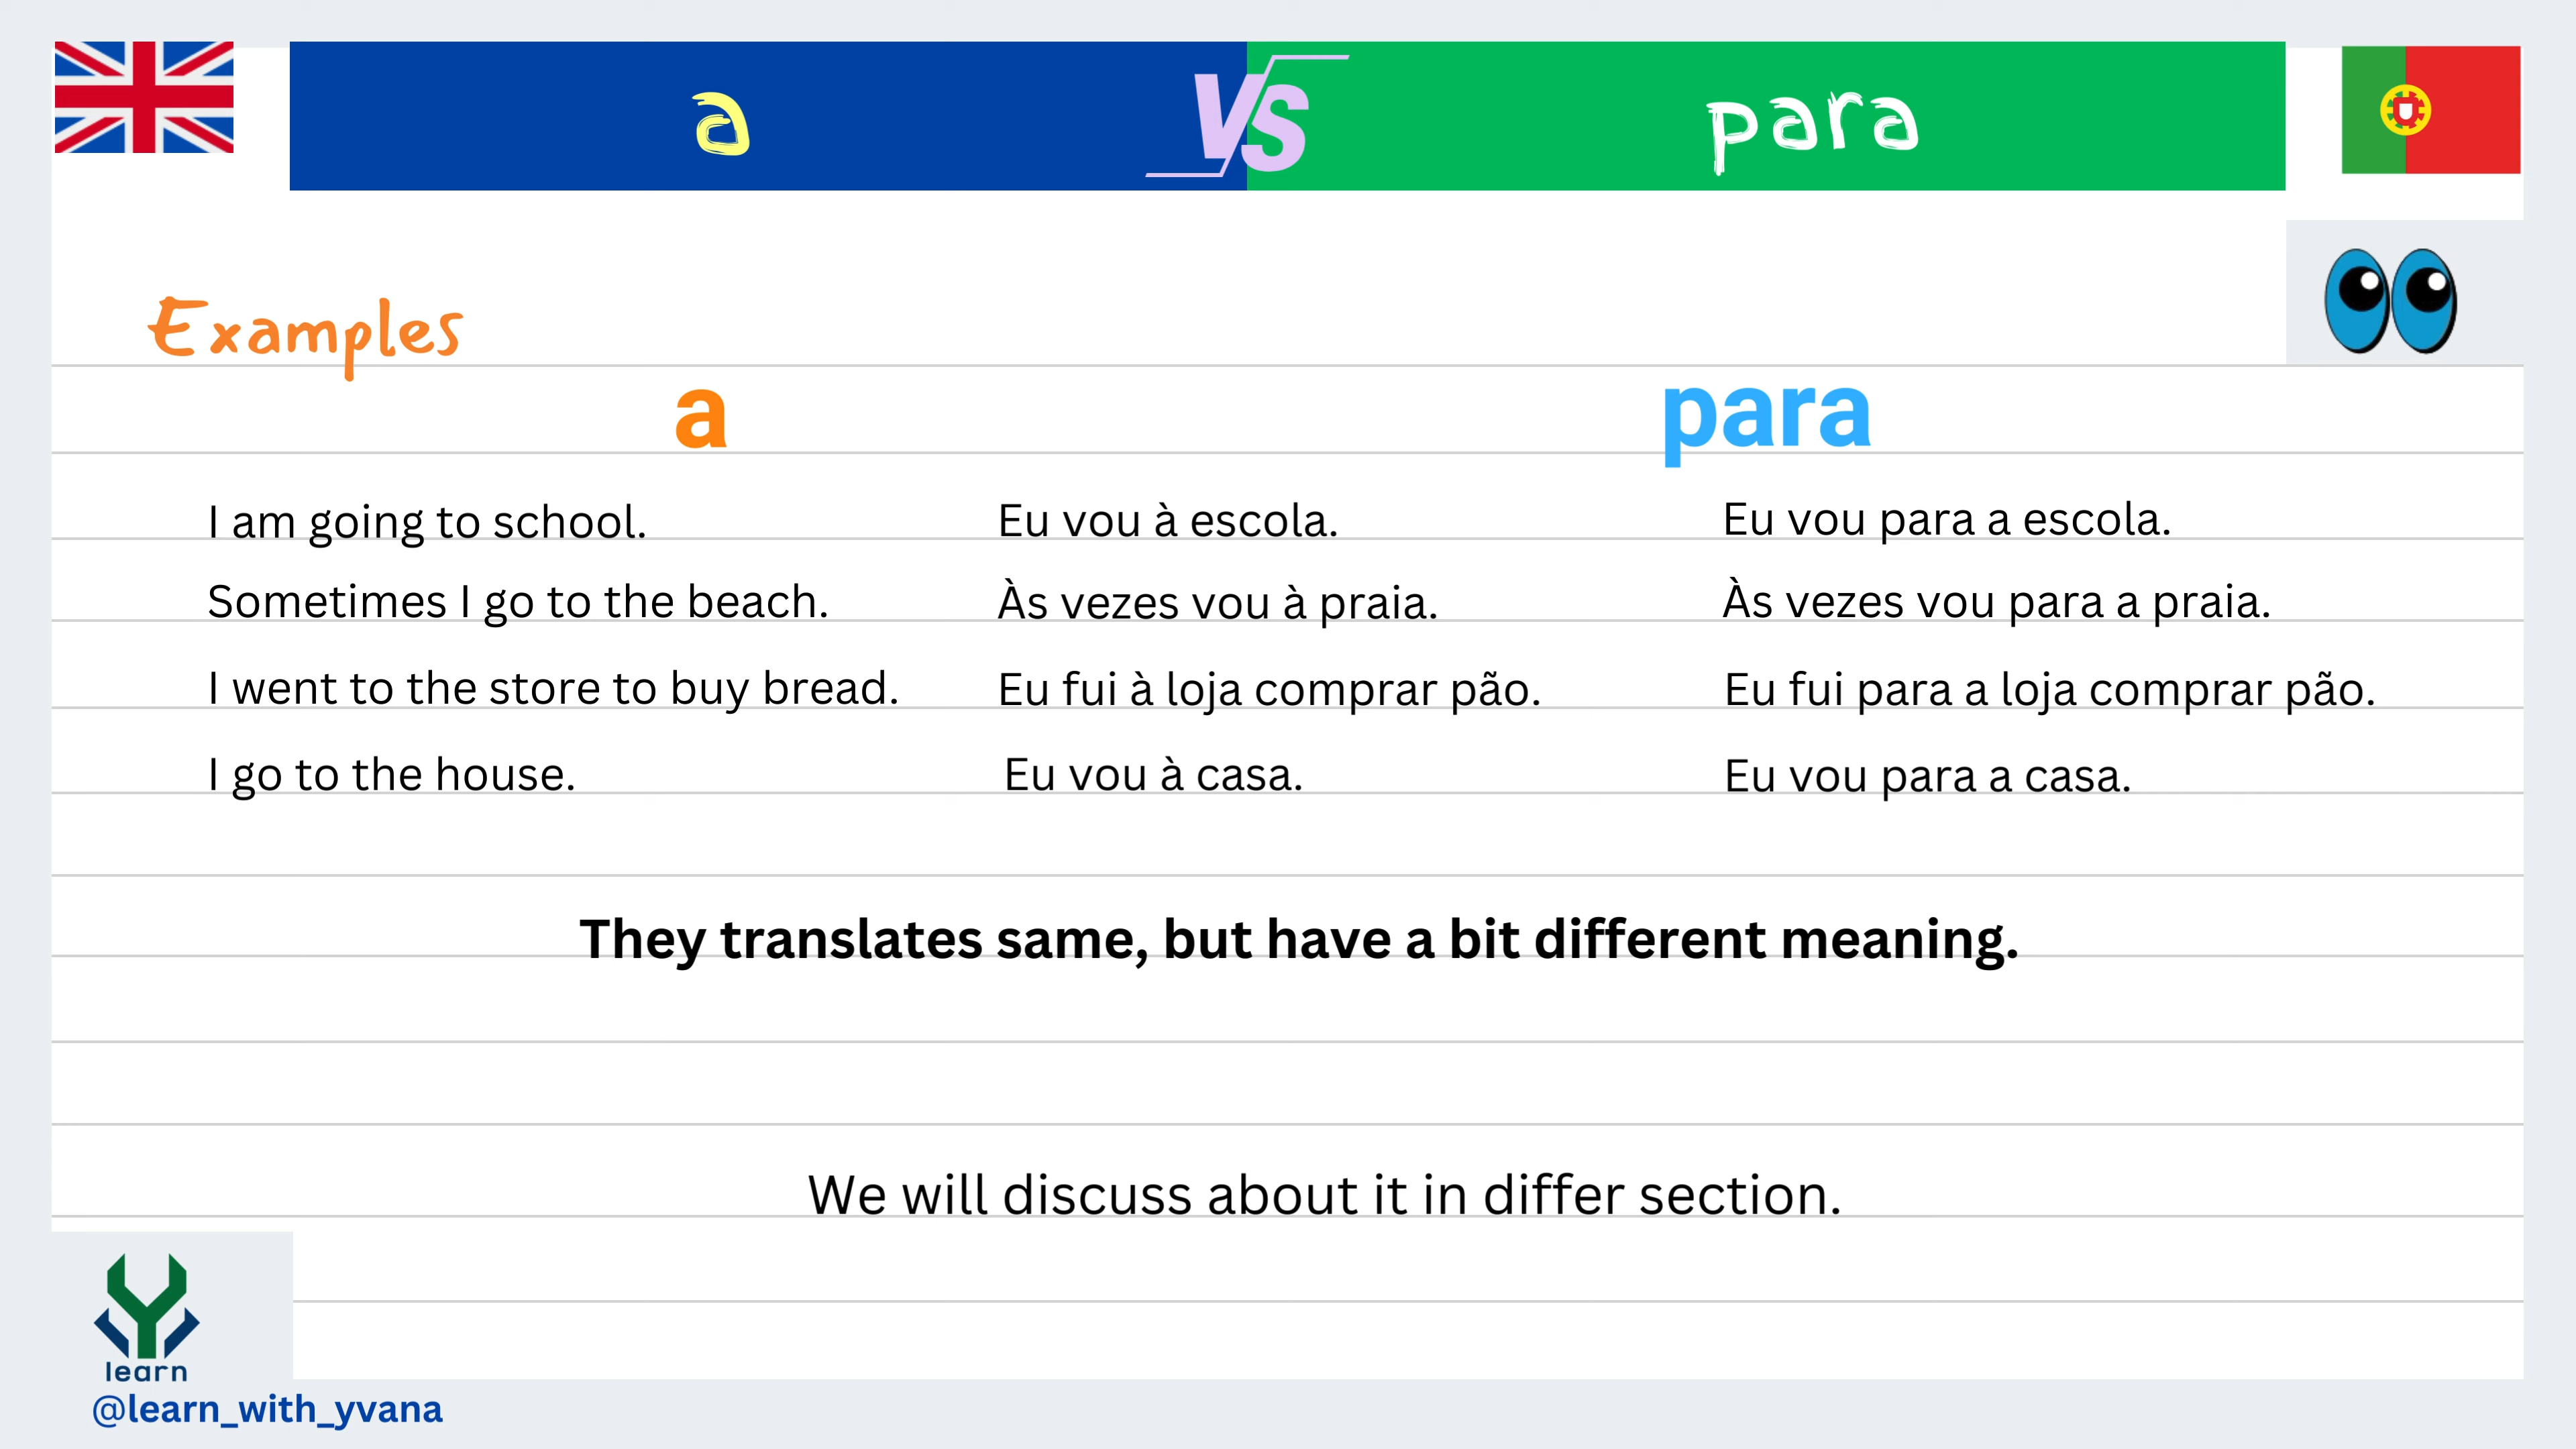 a VS para
Examples
a para
I am going to school. Eu vou à escola. Eu vou para a escola.
Sometimes I go to the beach. Às vezes vou à praia. Às vezes vou para a praia.
I went to the store to buy bread. Eu fui à loja comprar pão. Eu fui para a loja comprar pão.
I go to the house. Eu vou à casa. Eu vou para a casa.
They translates same, but have a bit different meaning.
We will discuss about it in differ section.
learn
@learn_with_yvana